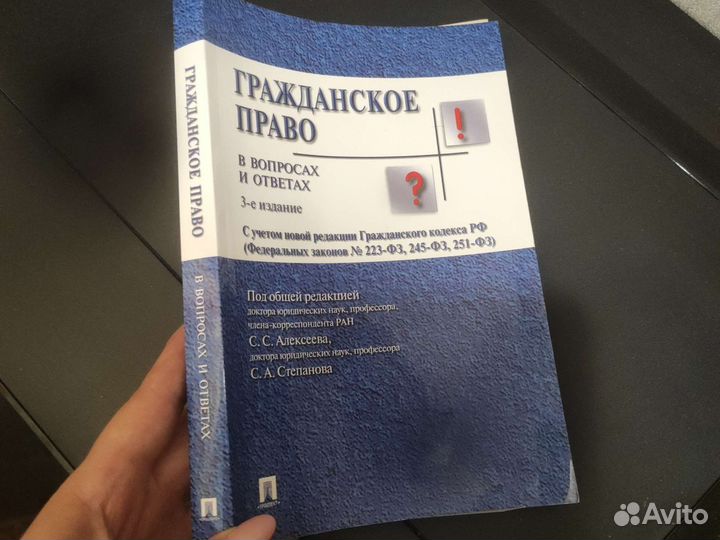 ГРАЖДАНСКОЕ ПРАВО
В ВОПРОСАХ И ОТВЕТАХ
ГРАЖДАНСКОЕ
ПРАВО
!
?
В ВОПРОСАХ
И ОТВЕТАХ
3-е издание
С учетом новой редакции Гражданского кодекса РФ
(Федеральных законов № 223-ФЗ, 245-ФЗ, 251-ФЗ)
Под общей редакцией
доктора юридических наук, профессора,
члена-корреспондента РАН
С. С. Алексеева,
доктора юридических наук, профессора
С. А. Степанова
П
•ПРОСПЕКТ•
Avito